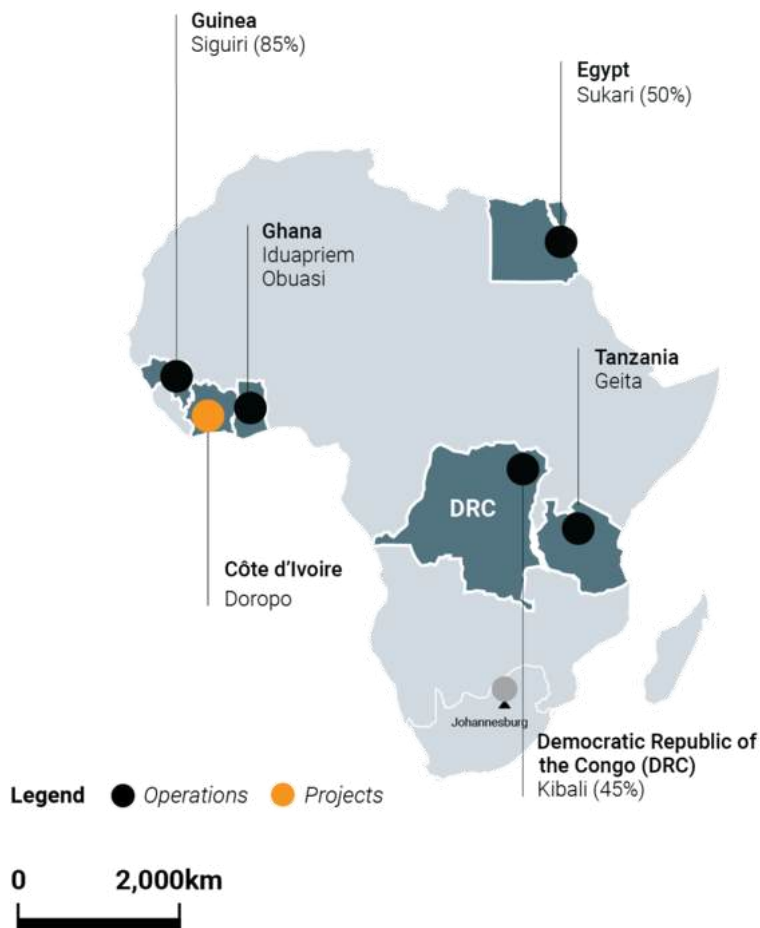 Guinea
Siguiri (85%)
Egypt
Sukari (50%)
Ghana
Iduapriem
Obuasi
Tanzania
Geita
DRC
Côte d’Ivoire
Doropo
Johannesburg
Democratic Republic of
the Congo (DRC)
Kibali (45%)
Legend Operations Projects
0 2,000km